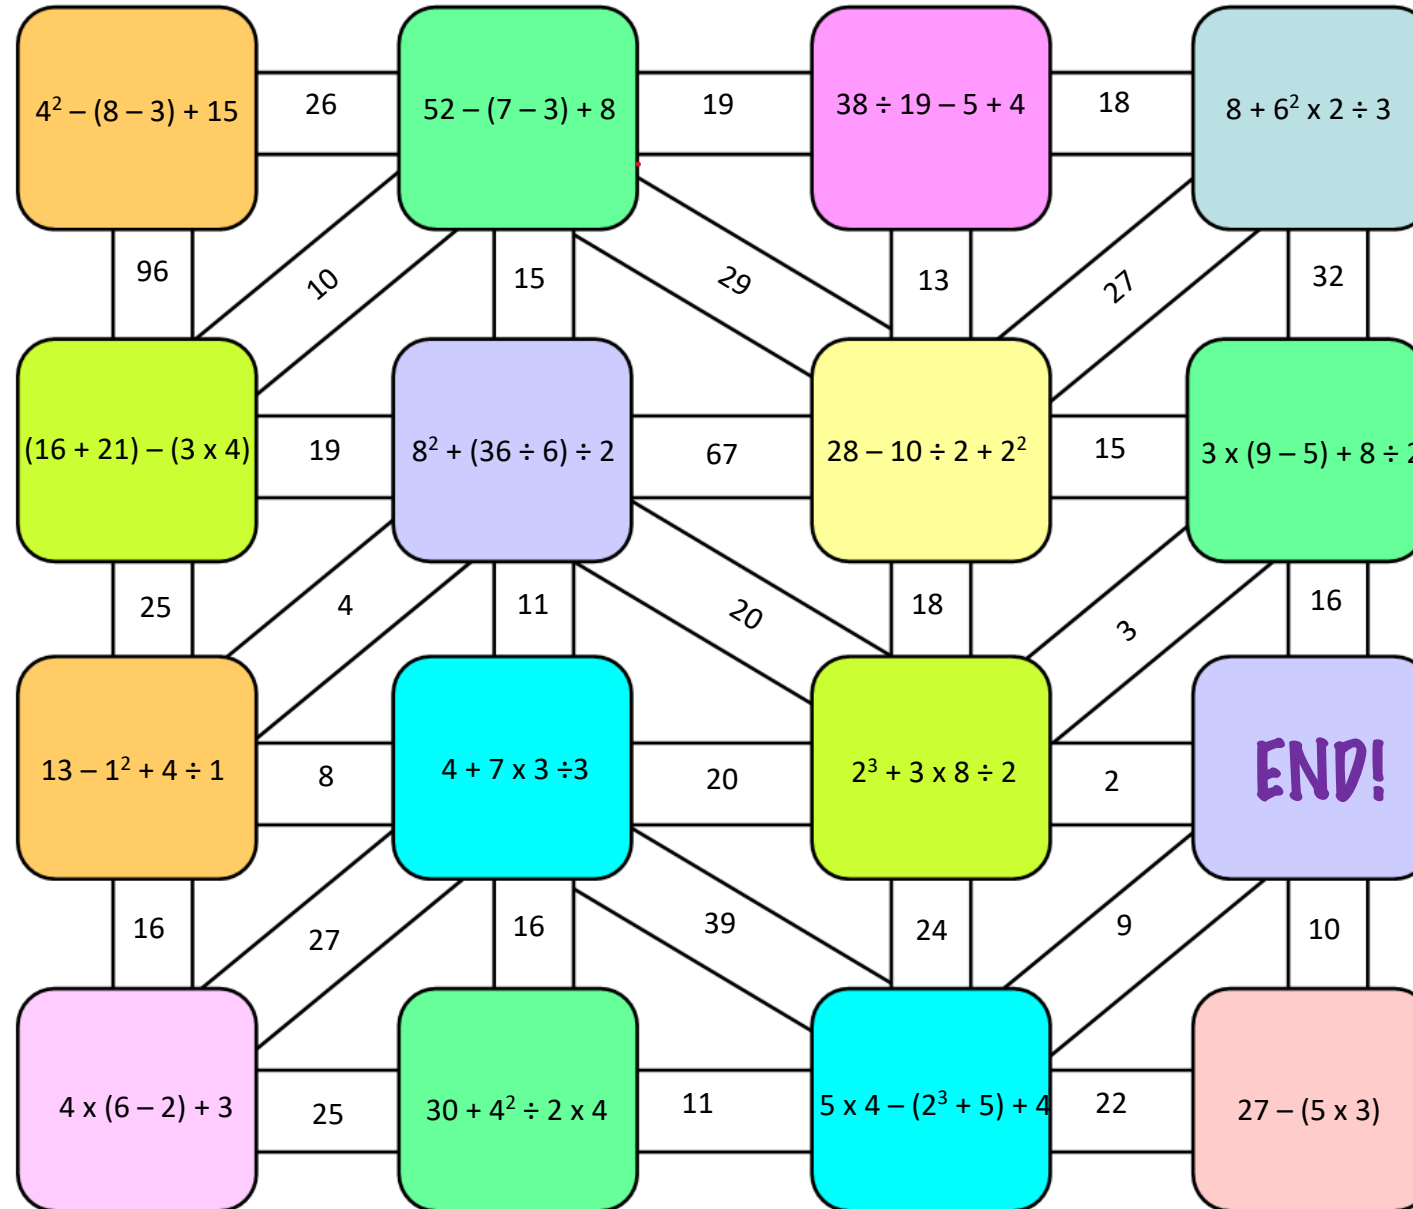 4² – (8 – 3) + 15
26
52 – (7 – 3) + 8
19
38 ÷ 19 – 5 + 4
18
8 + 6² x 2 ÷ 3
96
10
15
29
13
27
32
(16 + 21) – (3 x 4)
19
8² + (36 ÷ 6) ÷ 2
67
28 – 10 ÷ 2 + 2²
15
3 x (9 – 5) + 8 ÷ 2
25
4
11
20
18
3
16
13 – 1² + 4 ÷ 1
8
4 + 7 x 3 ÷3
20
2³ + 3 x 8 ÷ 2
2
END!
16
27
16
39
24
9
10
4 x (6 – 2) + 3
25
30 + 4² ÷ 2 x 4
11
5 x 4 – (2³ + 5) + 4
22
27 – (5 x 3)